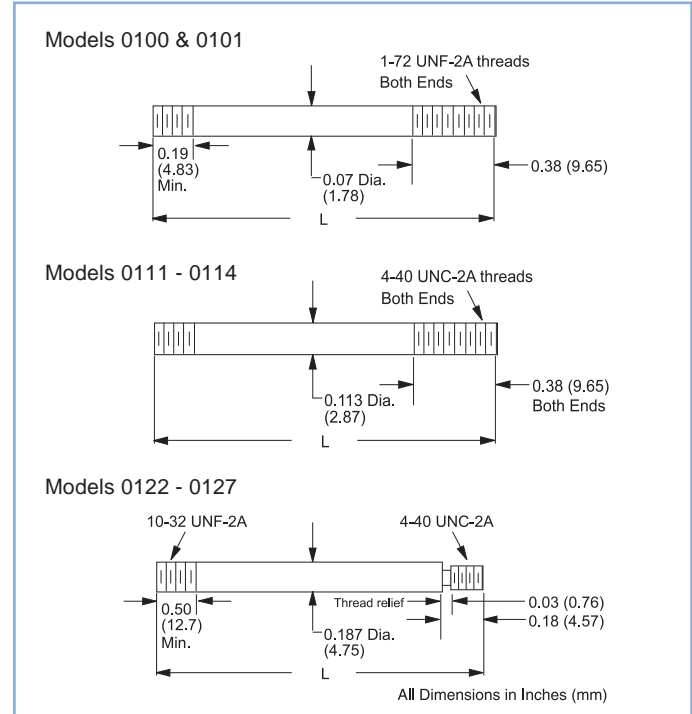 Models 0100 & 0101
1-72 UNF-2A threads
Both Ends
0.19
(4.83)
Min.
0.07 Dia.
(1.78)
0.38 (9.65)
L
Models 0111 - 0114
4-40 UNC-2A threads
Both Ends
0.113 Dia.
(2.87)
0.38 (9.65)
Both Ends
L
Models 0122 - 0127
10-32 UNF-2A
4-40 UNC-2A
0.50
(12.7)
Min.
Thread relief
0.03 (0.76)
0.18 (4.57)
0.187 Dia.
(4.75)
L
All Dimensions in Inches (mm)